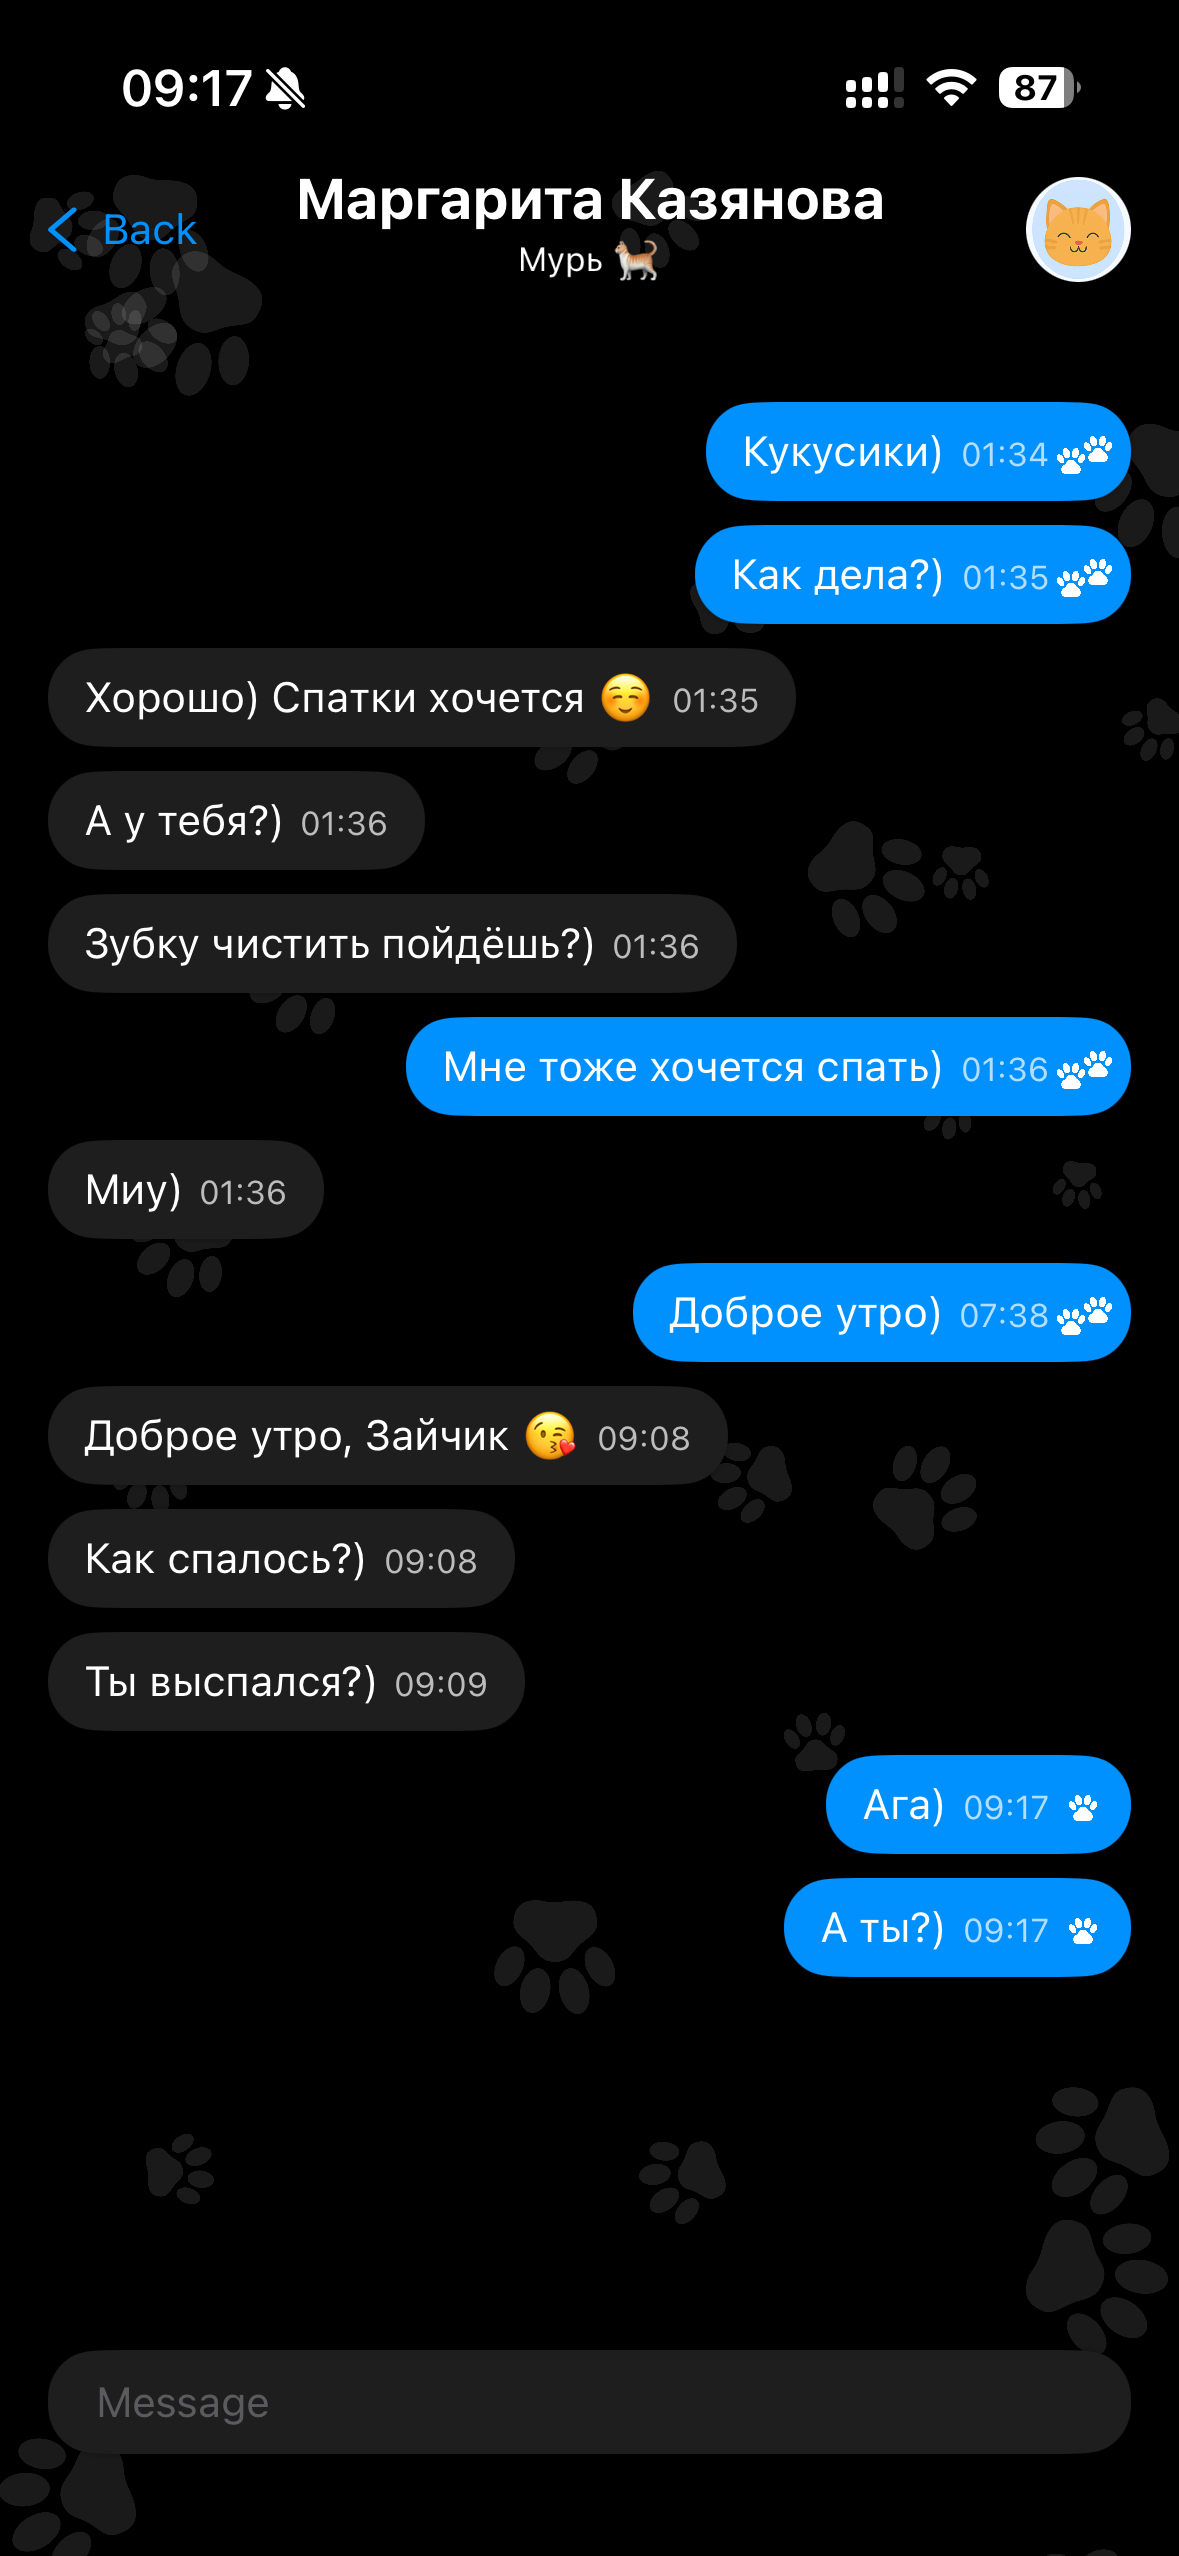 09:17
87
Back
Маргарита Казянова
Мурь 🐈
Кукусики) 01:34
Как дела?) 01:35
Хорошо) Спатки хочется ☺️ 01:35
А у тебя?) 01:36
Зубку чистить пойдёшь?) 01:36
Мне тоже хочется спать) 01:36
Миу) 01:36
Доброе утро) 07:38
Доброе утро, Зайчик 😘 09:08
Как спалось?) 09:08
Ты выспался?) 09:09
Ага) 09:17
А ты?) 09:17
Message